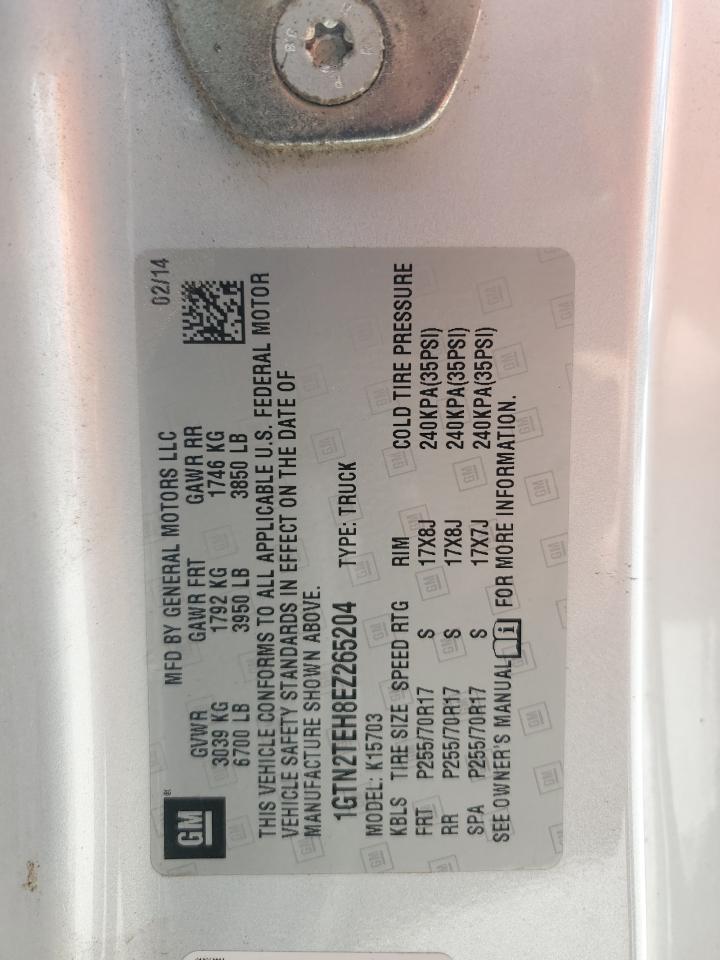 GM
MFD BY GENERAL MOTORS LLC 02/14
GVWR GAWR FRT GAWR RR
3039 KG 1792 KG 1746 KG
6700 LB 3950 LB 3850 LB
THIS VEHICLE CONFORMS TO ALL APPLICABLE U.S. FEDERAL MOTOR
VEHICLE SAFETY STANDARDS IN EFFECT ON THE DATE OF
MANUFACTURE SHOWN ABOVE.
1GTN2TEH8EZ265204 TYPE: TRUCK
MODEL: K15703
KBLS TIRE SIZE SPEED RTG RIM COLD TIRE PRESSURE
FRT P255/70R17 S 17X8J 240KPA(35PSI)
RR P255/70R17 S 17X8J 240KPA(35PSI)
SPA P255/70R17 S 17X7J 240KPA(35PSI)
SEE OWNER'S MANUAL FOR MORE INFORMATION.